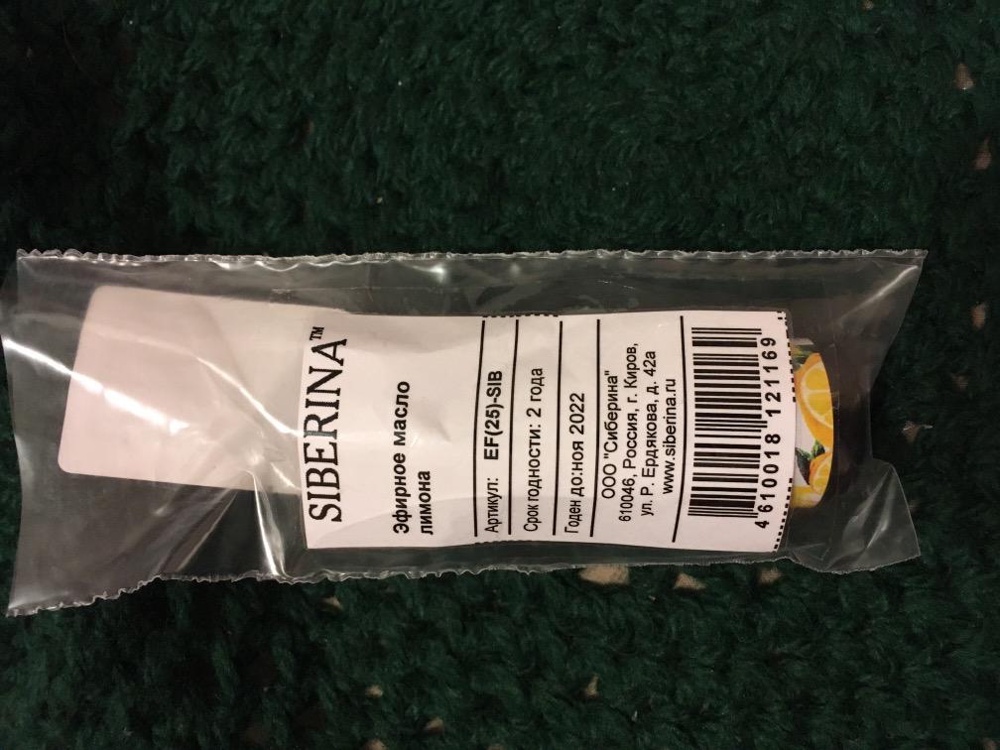 SIBERINA™
Эфирное масло
лимона
Артикул: EF(25)-SIB
Срок годности: 2 года
Годен до:ноя 2022
ООО "Сиберина"
610046, Россия, г. Киров,
ул. Р. Ердякова, д. 42а
www.siberina.ru
4 610018 121169